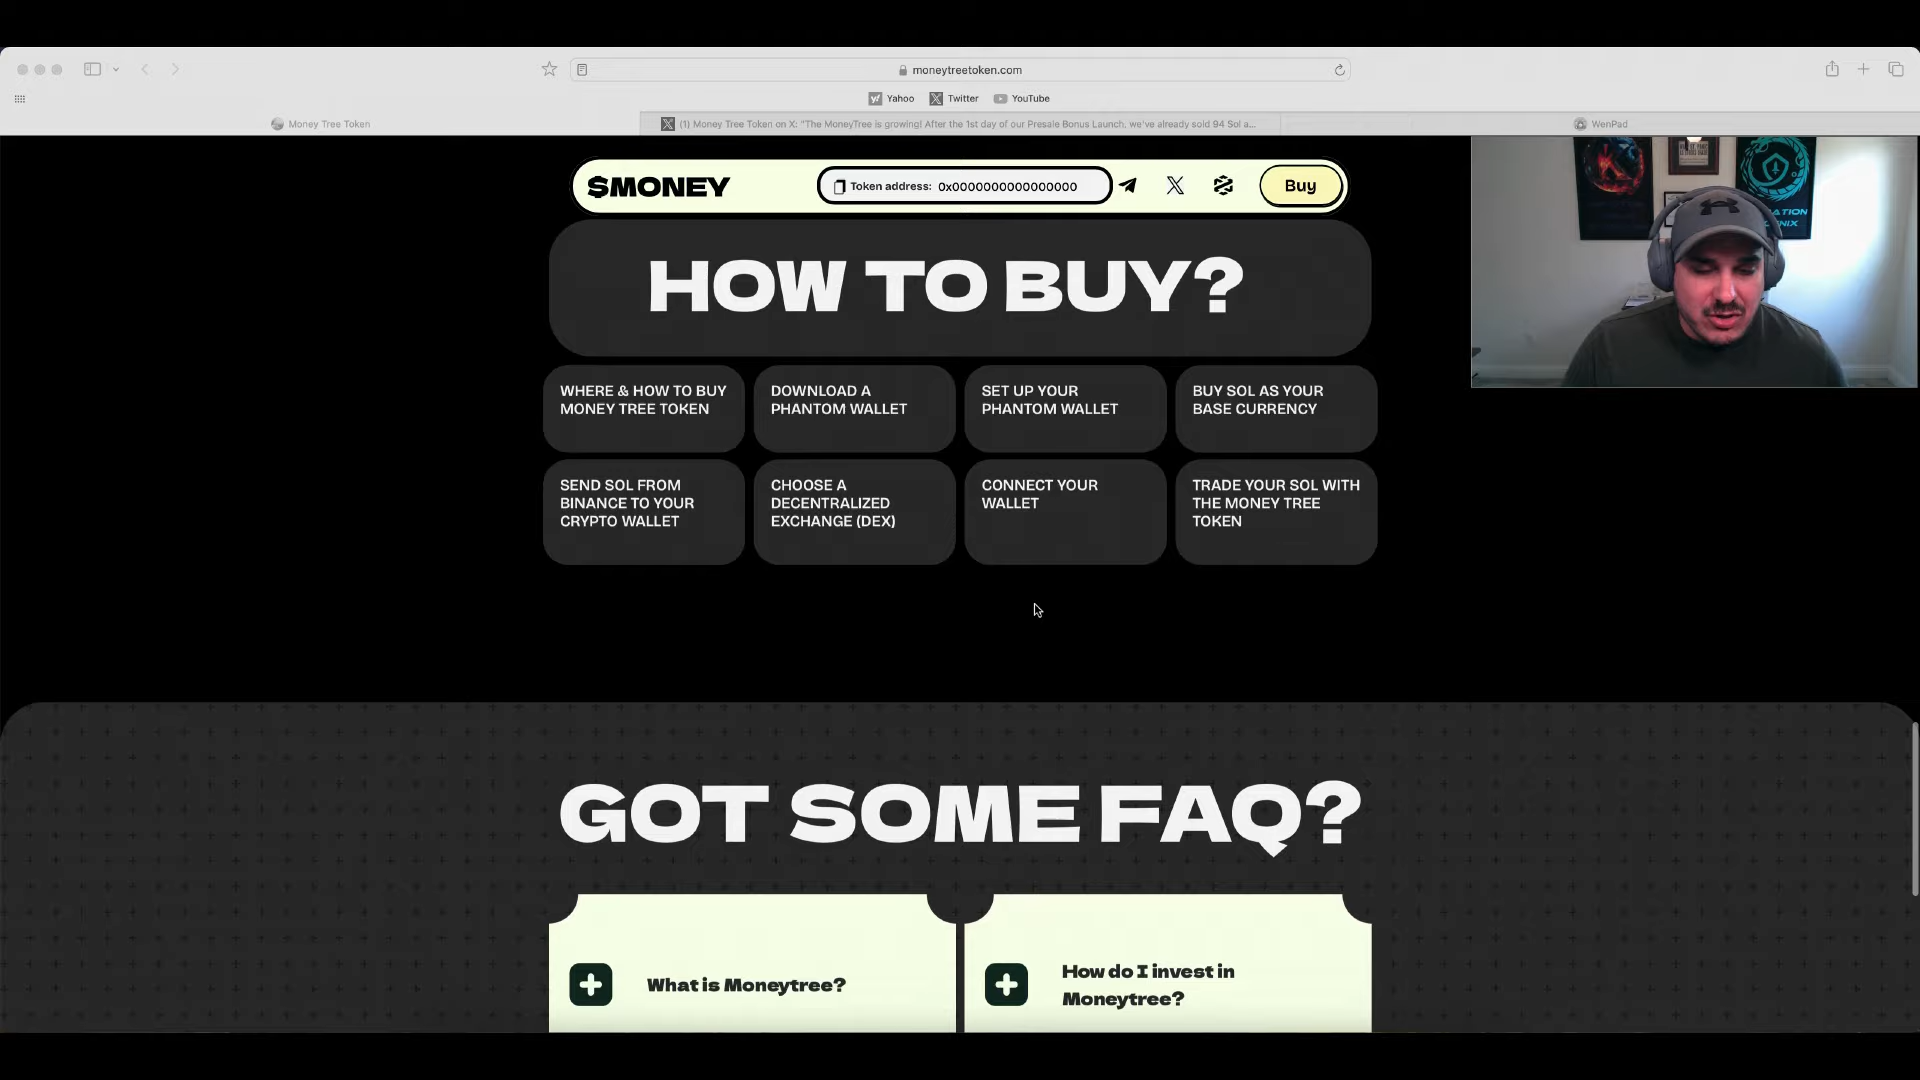 moneytreetoken.com
Yahoo
Twitter
YouTube
Money Tree Token
(1) Money Tree Token on X: "The MoneyTree is growing! After the 1st day of our Presale Bonus Launch, we've already sold 94 Sol a...
WenPad
$MONEY
Token address: 0x0000000000000000
Buy
HOW TO BUY?
WHERE & HOW TO BUY
MONEY TREE TOKEN
DOWNLOAD A
PHANTOM WALLET
SET UP YOUR
PHANTOM WALLET
BUY SOL AS YOUR
BASE CURRENCY
SEND SOL FROM
BINANCE TO YOUR
CRYPTO WALLET
CHOOSE A
DECENTRALIZED
EXCHANGE (DEX)
CONNECT YOUR
WALLET
TRADE YOUR SOL WITH
THE MONEY TREE
TOKEN
GOT SOME FAQ?
What is Moneytree?
How do I invest in
Moneytree?